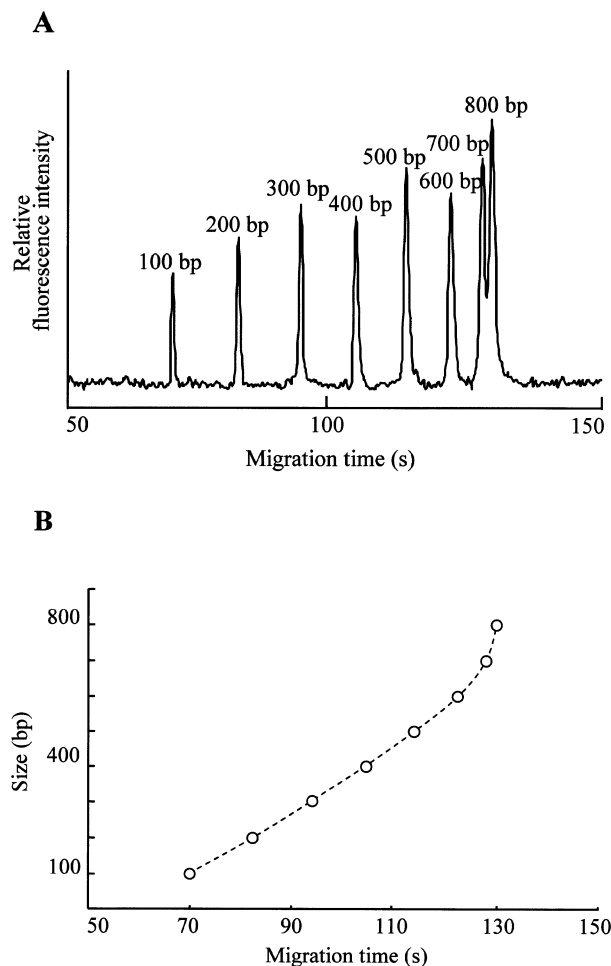 A
Relative
fluorescence intensity
100 bp
200 bp
300 bp
400 bp
500 bp
600 bp
700 bp
800 bp
50
100
150
Migration time (s)
B
Size (bp)
800
400
100
50
70
90
110
130
150
Migration time (s)